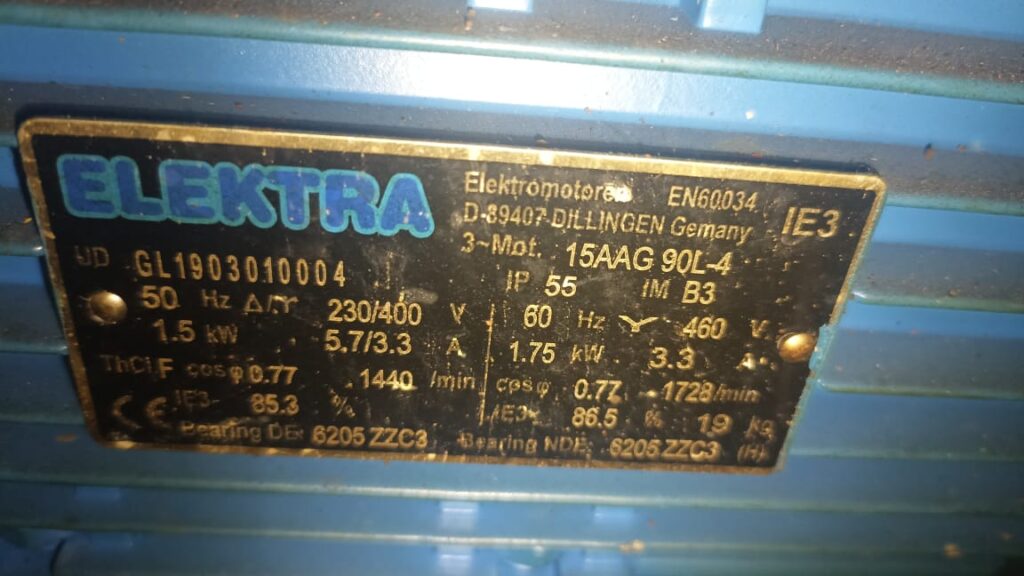 ELEKTRA
Elektromotoren EN60034
D-89407 DILLINGEN Gemany IE3
3~Mot. 15AAG 90L-4
UD GL1903010004 IP 55 IM B3
50 Hz Δ/Y 230/400 V 60 Hz Y 460 V
1.5 kW 5.7/3.3 A 1.75 kW 3.3 A
ThCl F cosφ 0.77 1440 /min cosφ 0.77 1728/min
IE3- 85.3 % IE3- 86.5 % 19 kg
CE Bearing DE: 6205 ZZC3 Bearing NDE: 6205 ZZC3 (H)